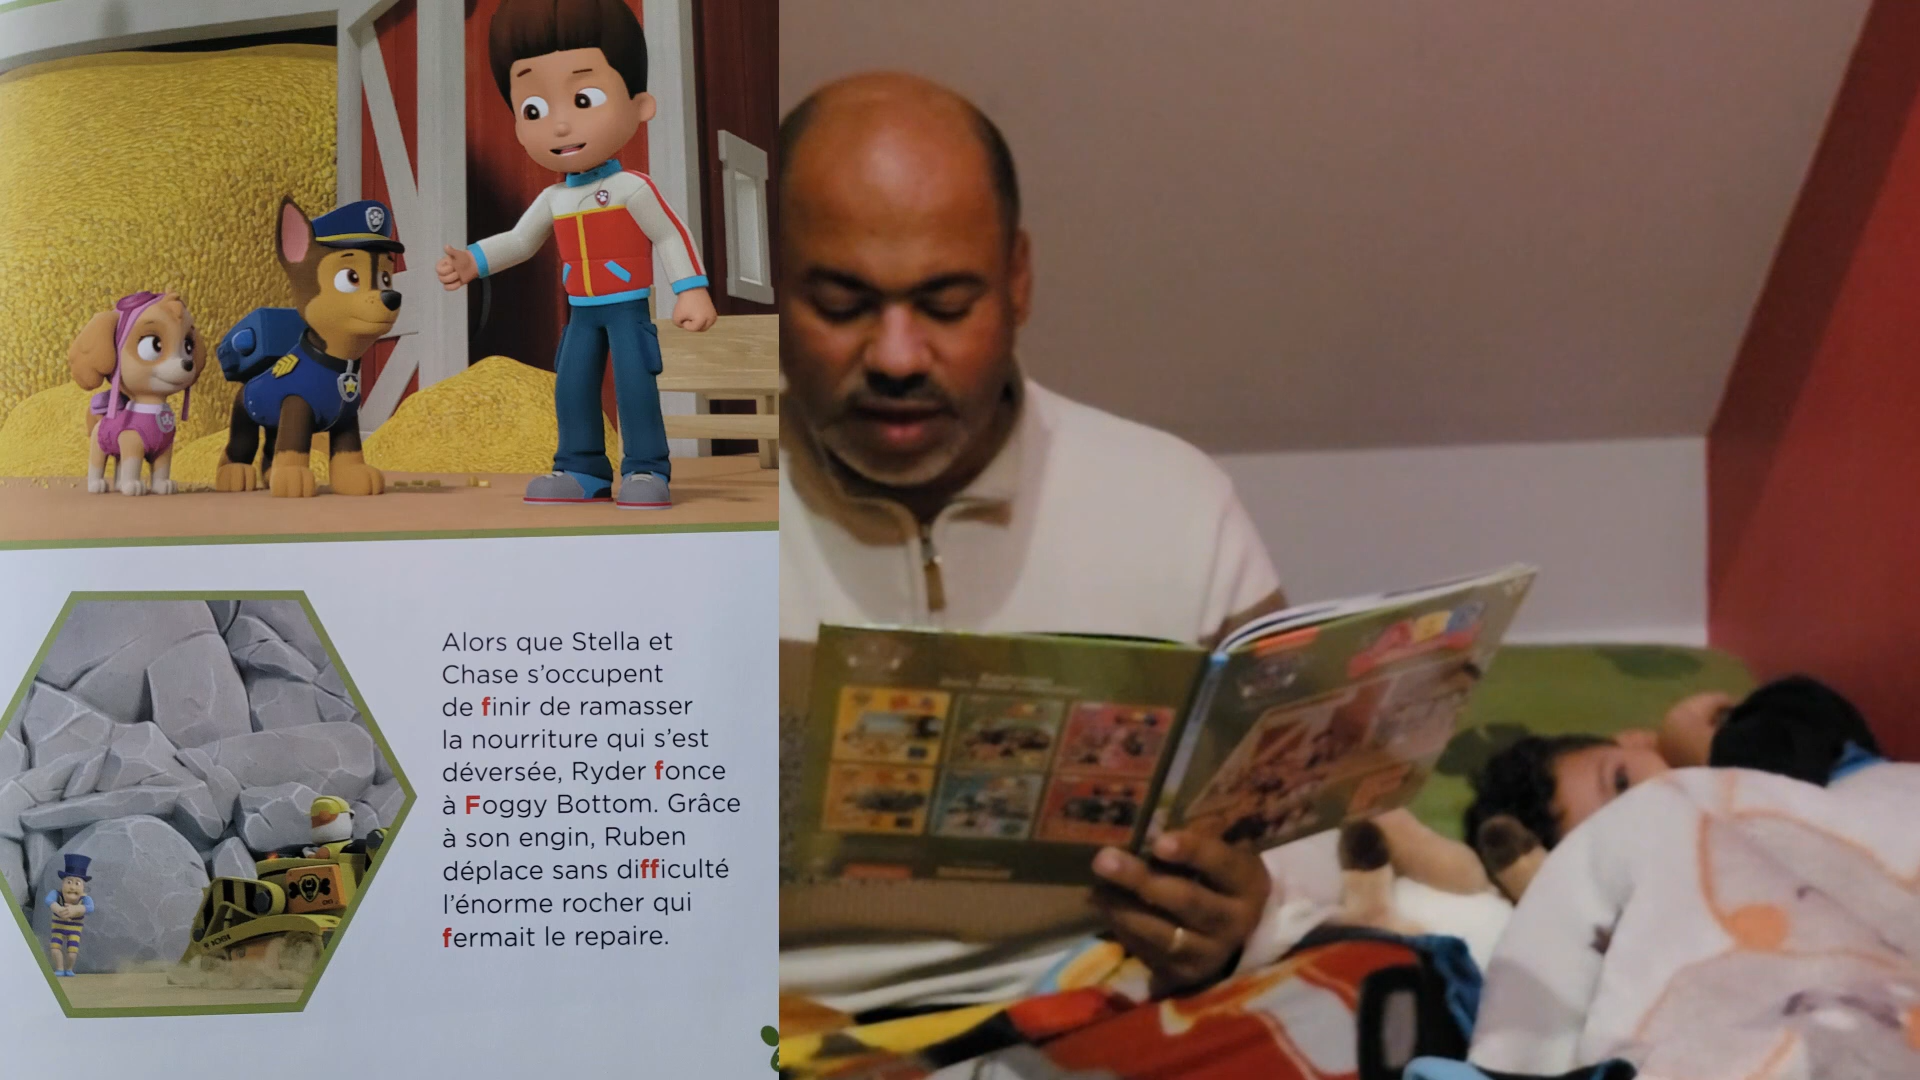 Alors que Stella et
Chase s'occupent
de finir de ramasser
la nourriture qui s'est
déversée, Ryder fonce
à Foggy Bottom. Grâce
à son engin, Ruben
déplace sans difficulté
l'énorme rocher qui
fermait le repaire.